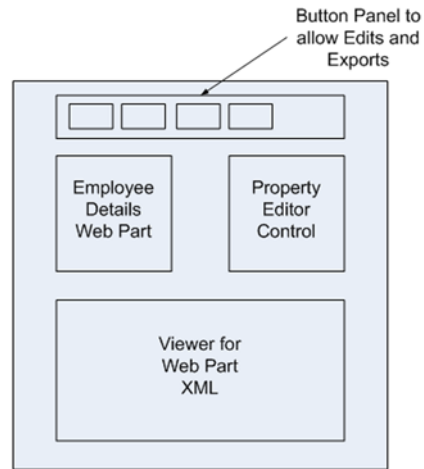 Button Panel to
allow Edits and
Exports
Employee
Details
Web Part
Property
Editor
Control
Viewer for
Web Part
XML